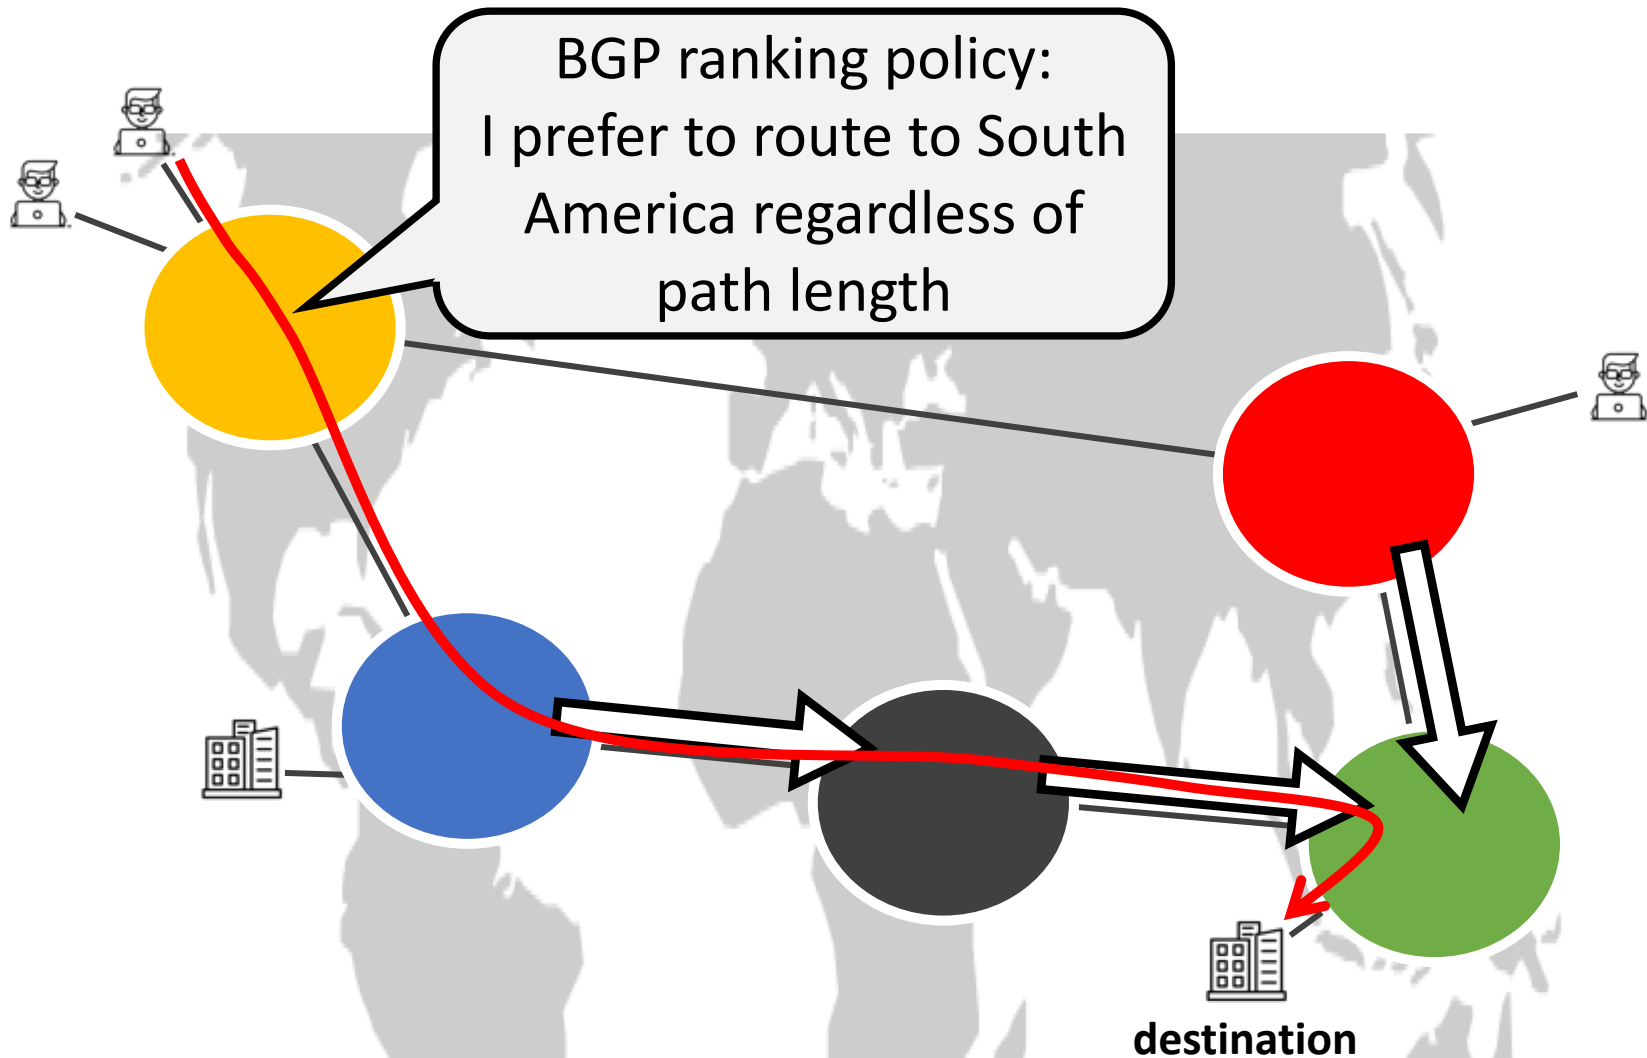 BGP ranking policy:
I prefer to route to South
America regardless of
path length
destination